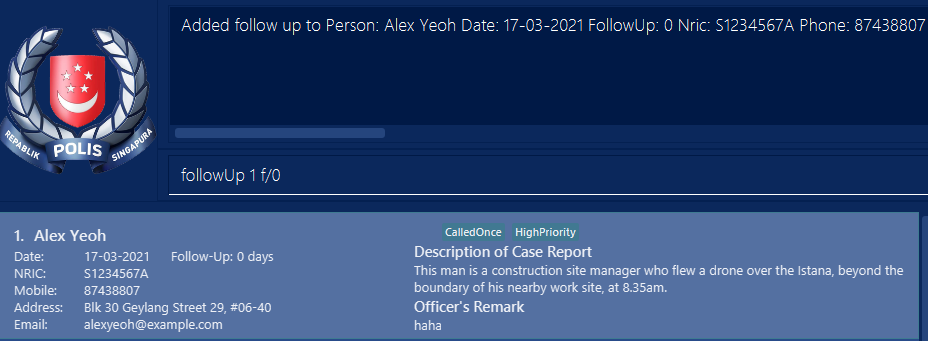 Added follow up to Person: Alex Yeoh Date: 17-03-2021 FollowUp: 0 Nric: S1234567A Phone: 87438807
REPABLIK POLIS SINGAPURA
followUp 1 f/0
1. Alex Yeoh
Date: 17-03-2021 Follow-Up: 0 days
NRIC: S1234567A
Mobile: 87438807
Address: Blk 30 Geylang Street 29, #06-40
Email: alexyeoh@example.com
CalledOnce HighPriority
Description of Case Report
This man is a construction site manager who flew a drone over the Istana, beyond the
boundary of his nearby work site, at 8.35am.
Officer's Remark
haha